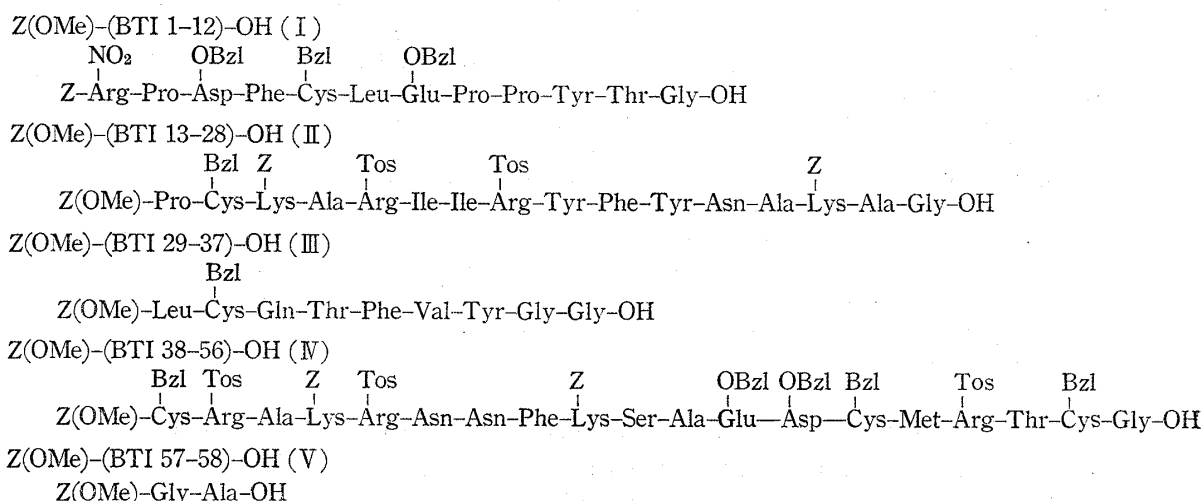 Z(OMe)–(BTI 1–12)–OH (Ⅰ)
NO₂ OBzl Bzl OBzl
Z–Arg–Pro–Asp–Phe–Cys–Leu–Glu–Pro–Pro–Tyr–Thr–Gly–OH
Z(OMe)–(BTI 13–28)–OH (Ⅱ)
Bzl Z Tos Tos Z
Z(OMe)–Pro–Cys–Lys–Ala–Arg–Ile–Ile–Arg–Tyr–Phe–Tyr–Asn–Ala–Lys–Ala–Gly–OH
Z(OMe)–(BTI 29–37)–OH (Ⅲ)
Bzl
Z(OMe)–Leu–Cys–Gln–Thr–Phe–Val–Tyr–Gly–Gly–OH
Z(OMe)–(BTI 38–56)–OH (Ⅳ)
Bzl Tos Z Tos Z OBzl OBzl Bzl Tos Bzl
Z(OMe)–Cys–Arg–Ala–Lys–Arg–Asn–Asn–Phe–Lys–Ser–Ala–Glu—Asp—Cys–Met–Arg–Thr–Cys–Gly–OH
Z(OMe)–(BTI 57–58)–OH (Ⅴ)
Z(OMe)–Gly–Ala–OH